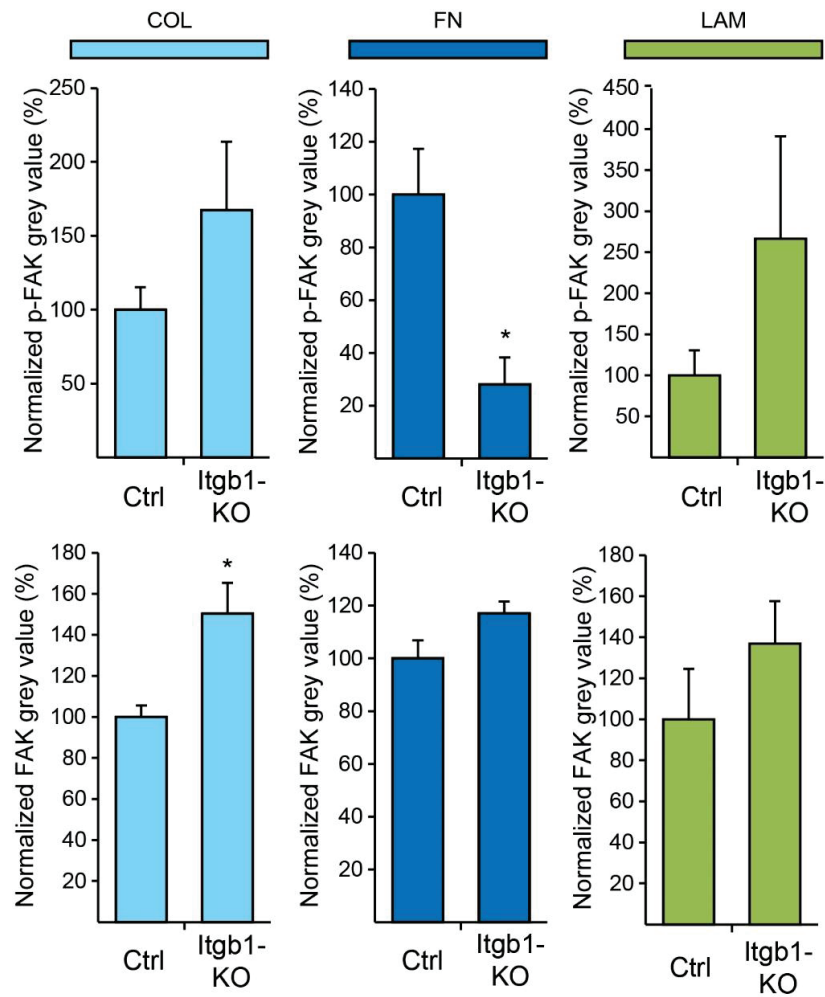 COL
FN
LAM
Normalized p-FAK grey value (%)
250
200
150
100
50
Ctrl
Itgb1-
KO
Normalized p-FAK grey value (%)
140
120
100
80
60
40
20
*
Ctrl
Itgb1-
KO
Normalized p-FAK grey value (%)
450
400
350
300
250
200
150
100
50
Ctrl
Itgb1-
KO
Normalized FAK grey value (%)
180
160
140
120
100
80
60
40
20
*
Ctrl
Itgb1-
KO
Normalized FAK grey value (%)
140
120
100
80
60
40
20
Ctrl
Itgb1-
KO
Normalized FAK grey value (%)
180
160
140
120
100
80
60
40
20
Ctrl
Itgb1-
KO